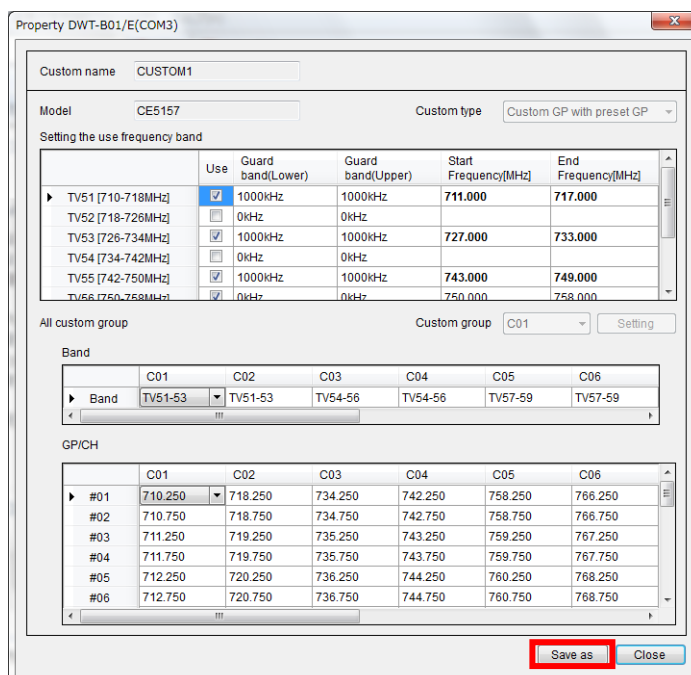 Property DWT-B01/E(COM3)
Custom name CUSTOM1
Model CE5157 Custom type Custom GP with preset GP
Setting the use frequency band
Use Guard band(Lower) Guard band(Upper) Start Frequency[MHz] End Frequency[MHz]
TV51 [710-718MHz] 1000kHz 1000kHz 711.000 717.000
TV52 [718-726MHz] 0kHz 0kHz
TV53 [726-734MHz] 1000kHz 1000kHz 727.000 733.000
TV54 [734-742MHz] 0kHz 0kHz
TV55 [742-750MHz] 1000kHz 1000kHz 743.000 749.000
TV56 [750-758MHz] 0kHz 0kHz 750.000 758.000
All custom group Custom group C01 Setting
Band
C01 C02 C03 C04 C05 C06
Band TV51-53 TV51-53 TV54-56 TV54-56 TV57-59 TV57-59
GP/CH
C01 C02 C03 C04 C05 C06
#01 710.250 718.250 734.250 742.250 758.250 766.250
#02 710.750 718.750 734.750 742.750 758.750 766.750
#03 711.250 719.250 735.250 743.250 759.250 767.250
#04 711.750 719.750 735.750 743.750 759.750 767.750
#05 712.250 720.250 736.250 744.250 760.250 768.250
#06 712.750 720.750 736.750 744.750 760.750 768.750
Save as Close